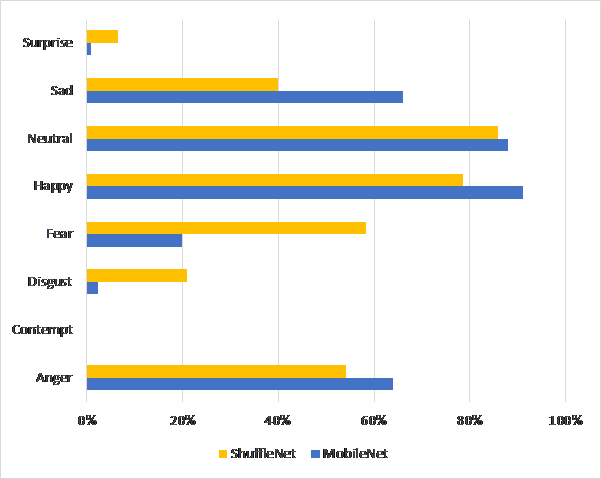 Surprise
Sad
Neutral
Happy
Fear
Disgust
Contempt
Anger
0% 20% 40% 60% 80% 100%
ShuffleNet MobileNet